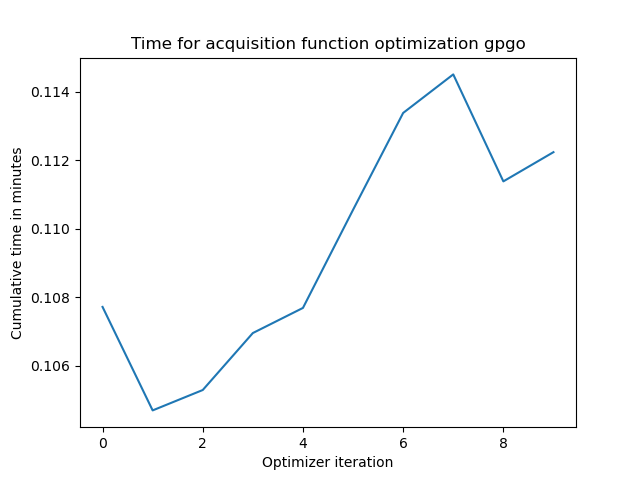 Time for acquisition function optimization gpgo
Cumulative time in minutes
0.114
0.112
0.110
0.108
0.106
0 2 4 6 8
Optimizer iteration